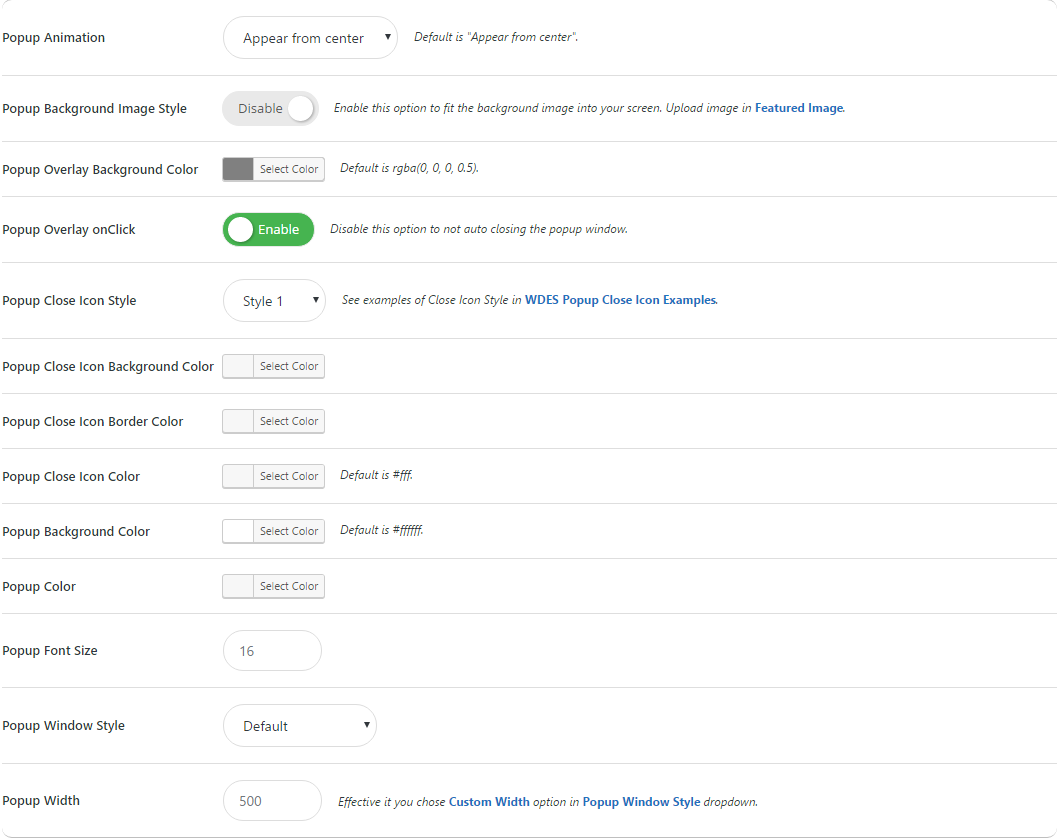 Popup Animation Appear from center Default is "Appear from center".
Popup Background Image Style Disable Enable this option to fit the background image into your screen. Upload image in Featured Image.
Popup Overlay Background Color Select Color Default is rgba(0, 0, 0, 0.5).
Popup Overlay onClick Enable Disable this option to not auto closing the popup window.
Popup Close Icon Style Style 1 See examples of Close Icon Style in WDES Popup Close Icon Examples.
Popup Close Icon Background Color Select Color
Popup Close Icon Border Color Select Color
Popup Close Icon Color Select Color Default is #fff.
Popup Background Color Select Color Default is #ffffff.
Popup Color Select Color
Popup Font Size 16
Popup Window Style Default
Popup Width 500 Effective it you chose Custom Width option in Popup Window Style dropdown.